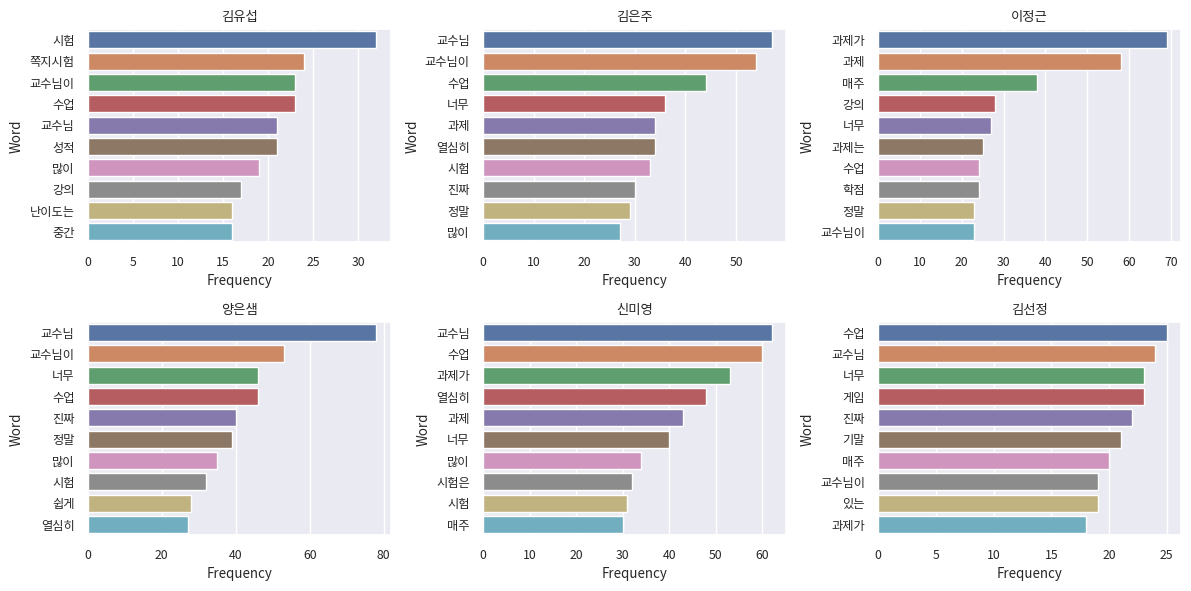 김유섭
Word
시험
쪽지시험
교수님이
수업
교수님
성적
많이
강의
난이도는
중간
0 5 10 15 20 25 30
Frequency
김은주
Word
교수님
교수님이
수업
너무
과제
열심히
시험
진짜
정말
많이
0 10 20 30 40 50
Frequency
이정근
Word
과제가
과제
매주
강의
너무
과제는
수업
학점
정말
교수님이
0 10 20 30 40 50 60 70
Frequency
양은샘
Word
교수님
교수님이
너무
수업
진짜
정말
많이
시험
쉽게
열심히
0 20 40 60 80
Frequency
신미영
Word
교수님
수업
과제가
열심히
과제
너무
많이
시험은
시험
매주
0 10 20 30 40 50 60
Frequency
김선정
Word
수업
교수님
너무
게임
진짜
기말
매주
교수님이
있는
과제가
0 5 10 15 20 25
Frequency